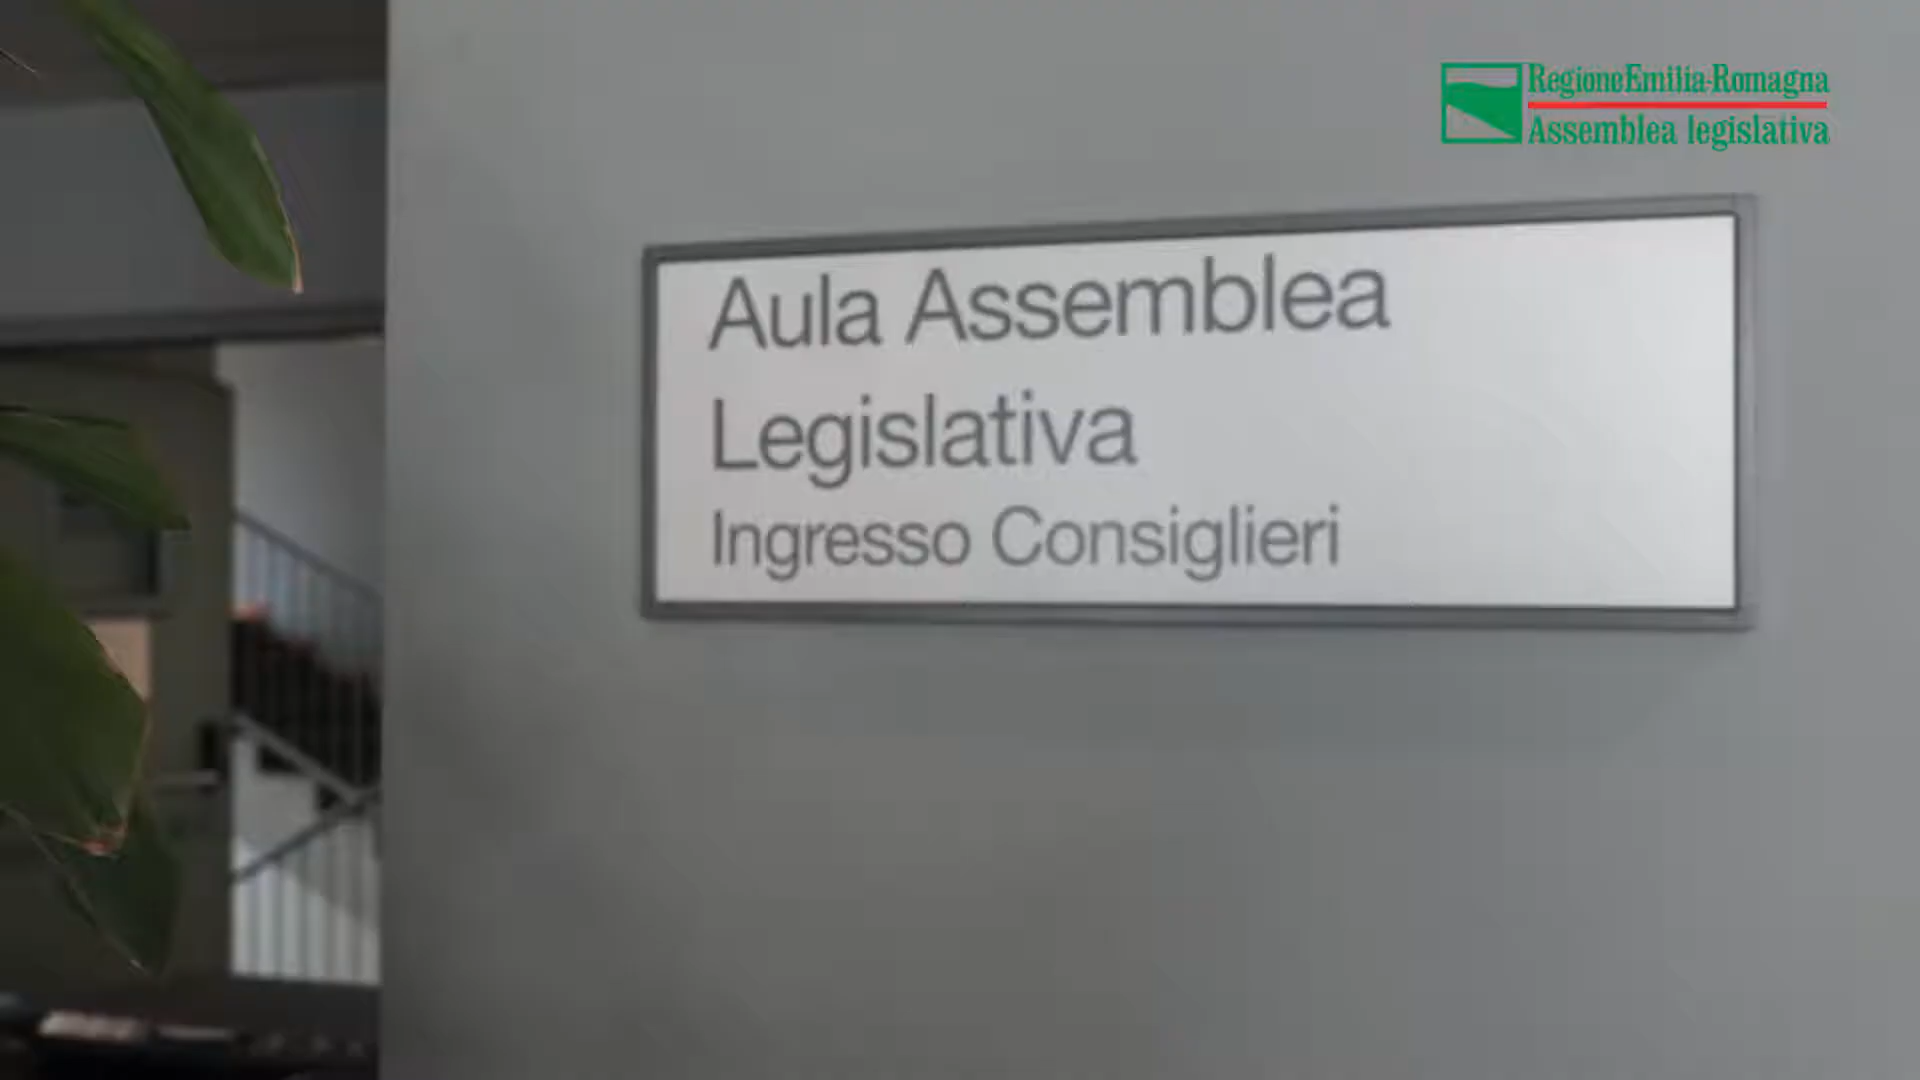 RegioneEmilia-Romagna
Assemblea legislativa
Aula Assemblea
Legislativa
Ingresso Consiglieri